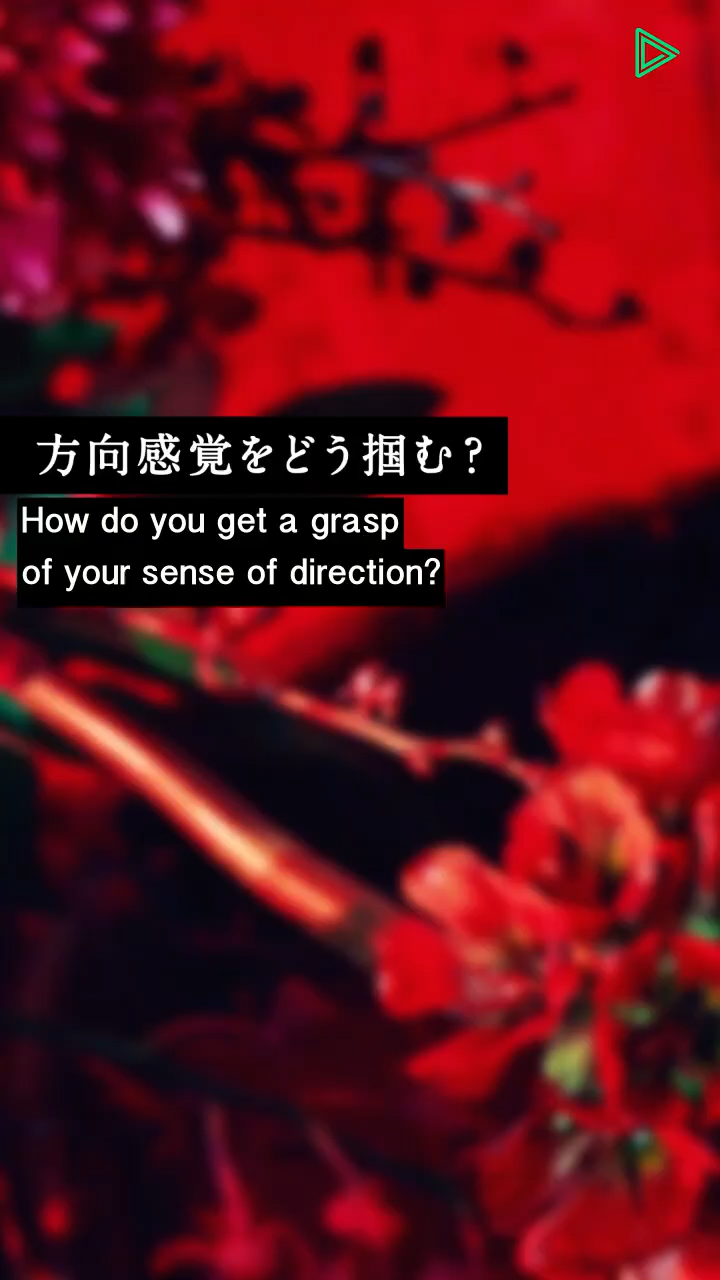 方向感覚をどう掴む?
How do you get a grasp
of your sense of direction?